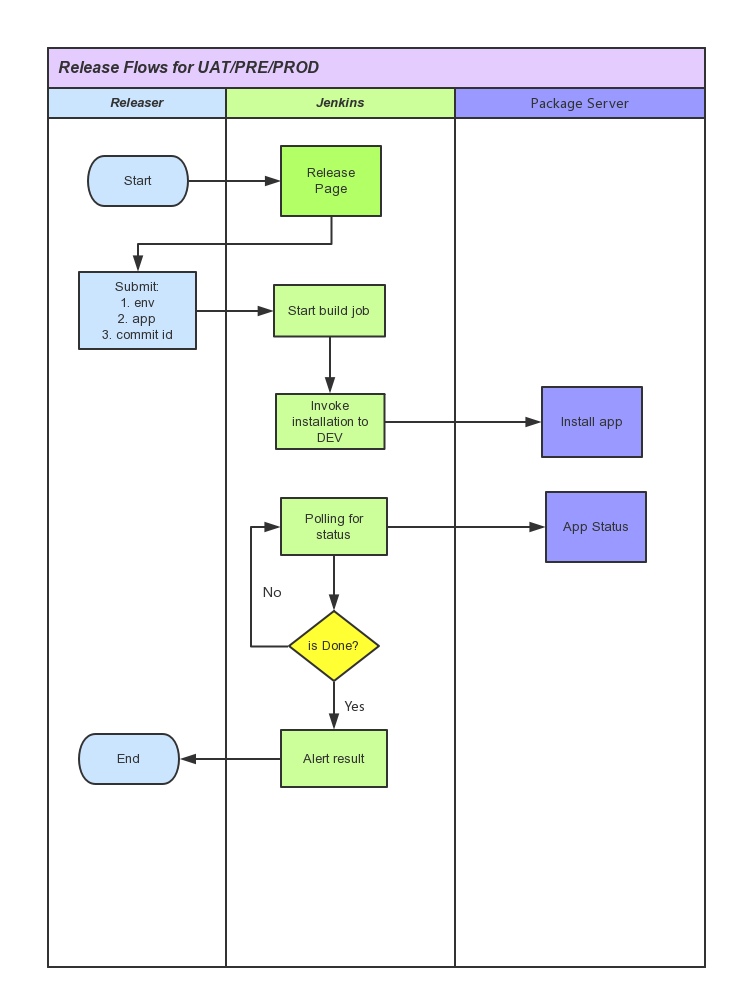 Release Flows for UAT/PRE/PROD
Releaser
Jenkins
Package Server
Start
Release
Page
Submit:
1. env
2. app
3. commit id
Start build job
Invoke
installation to
DEV
Install app
Polling for
status
App Status
No
is Done?
Yes
End
Alert result